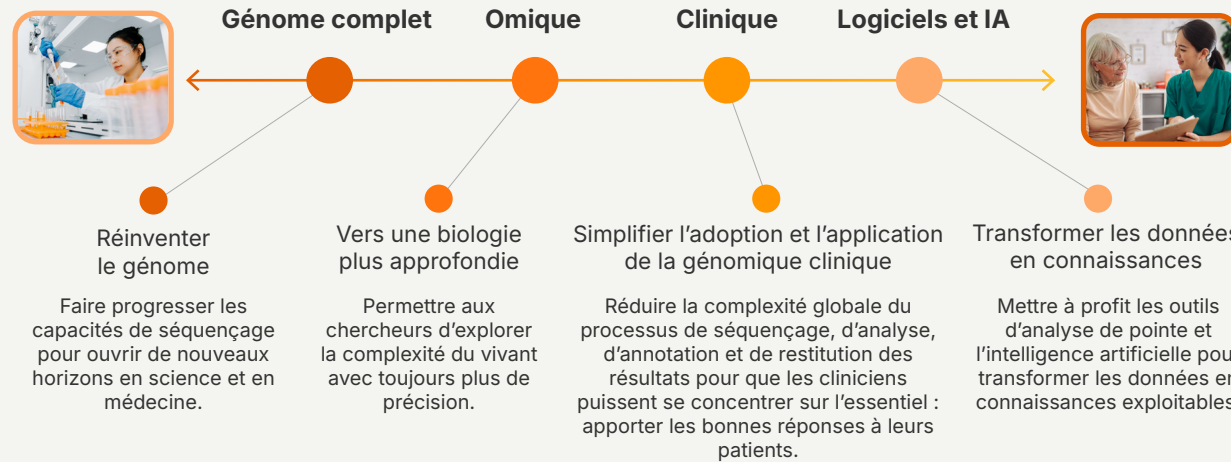 Génome complet
Omique
Clinique
Logiciels et IA
Réinventer
le génome
Faire progresser les
capacités de séquençage
pour ouvrir de nouveaux
horizons en science et en
médecine.
Vers une biologie
plus approfondie
Permettre aux
chercheurs d’explorer
la complexité du vivant
avec toujours plus de
précision.
Simplifier l’adoption et l’application
de la génomique clinique
Réduire la complexité globale du
processus de séquençage, d’analyse,
d’annotation et de restitution des
résultats pour que les cliniciens
puissent se concentrer sur l’essentiel :
apporter les bonnes réponses à leurs
patients.
Transformer les données
en connaissances
Mettre à profit les outils
d’analyse de pointe et
l’intelligence artificielle pour
transformer les données en
connaissances exploitables